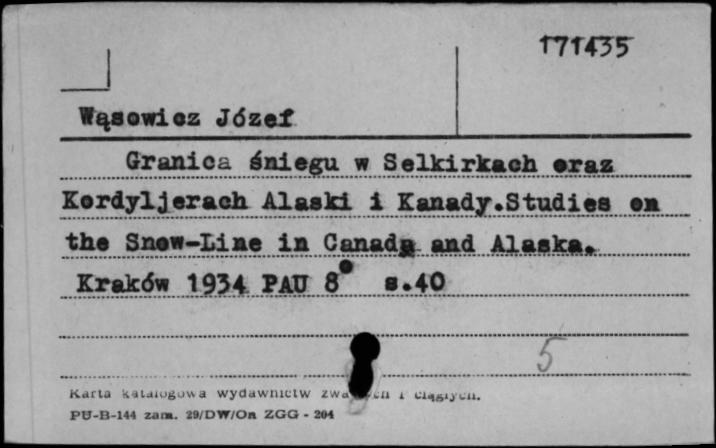 171435
Wąsowicz Józef
Granica śniegu w Selkirkach oraz
Kordyljerach Alaski i Kanady.Studies on
the Snow-Line in Canada and Alaska.
Kraków 1934 PAU 8° s.40
5
Karta katalogowa wydawnictw zwartych i ciągłych.
PU-B-144 zam. 29/DW/On ZGG - 204